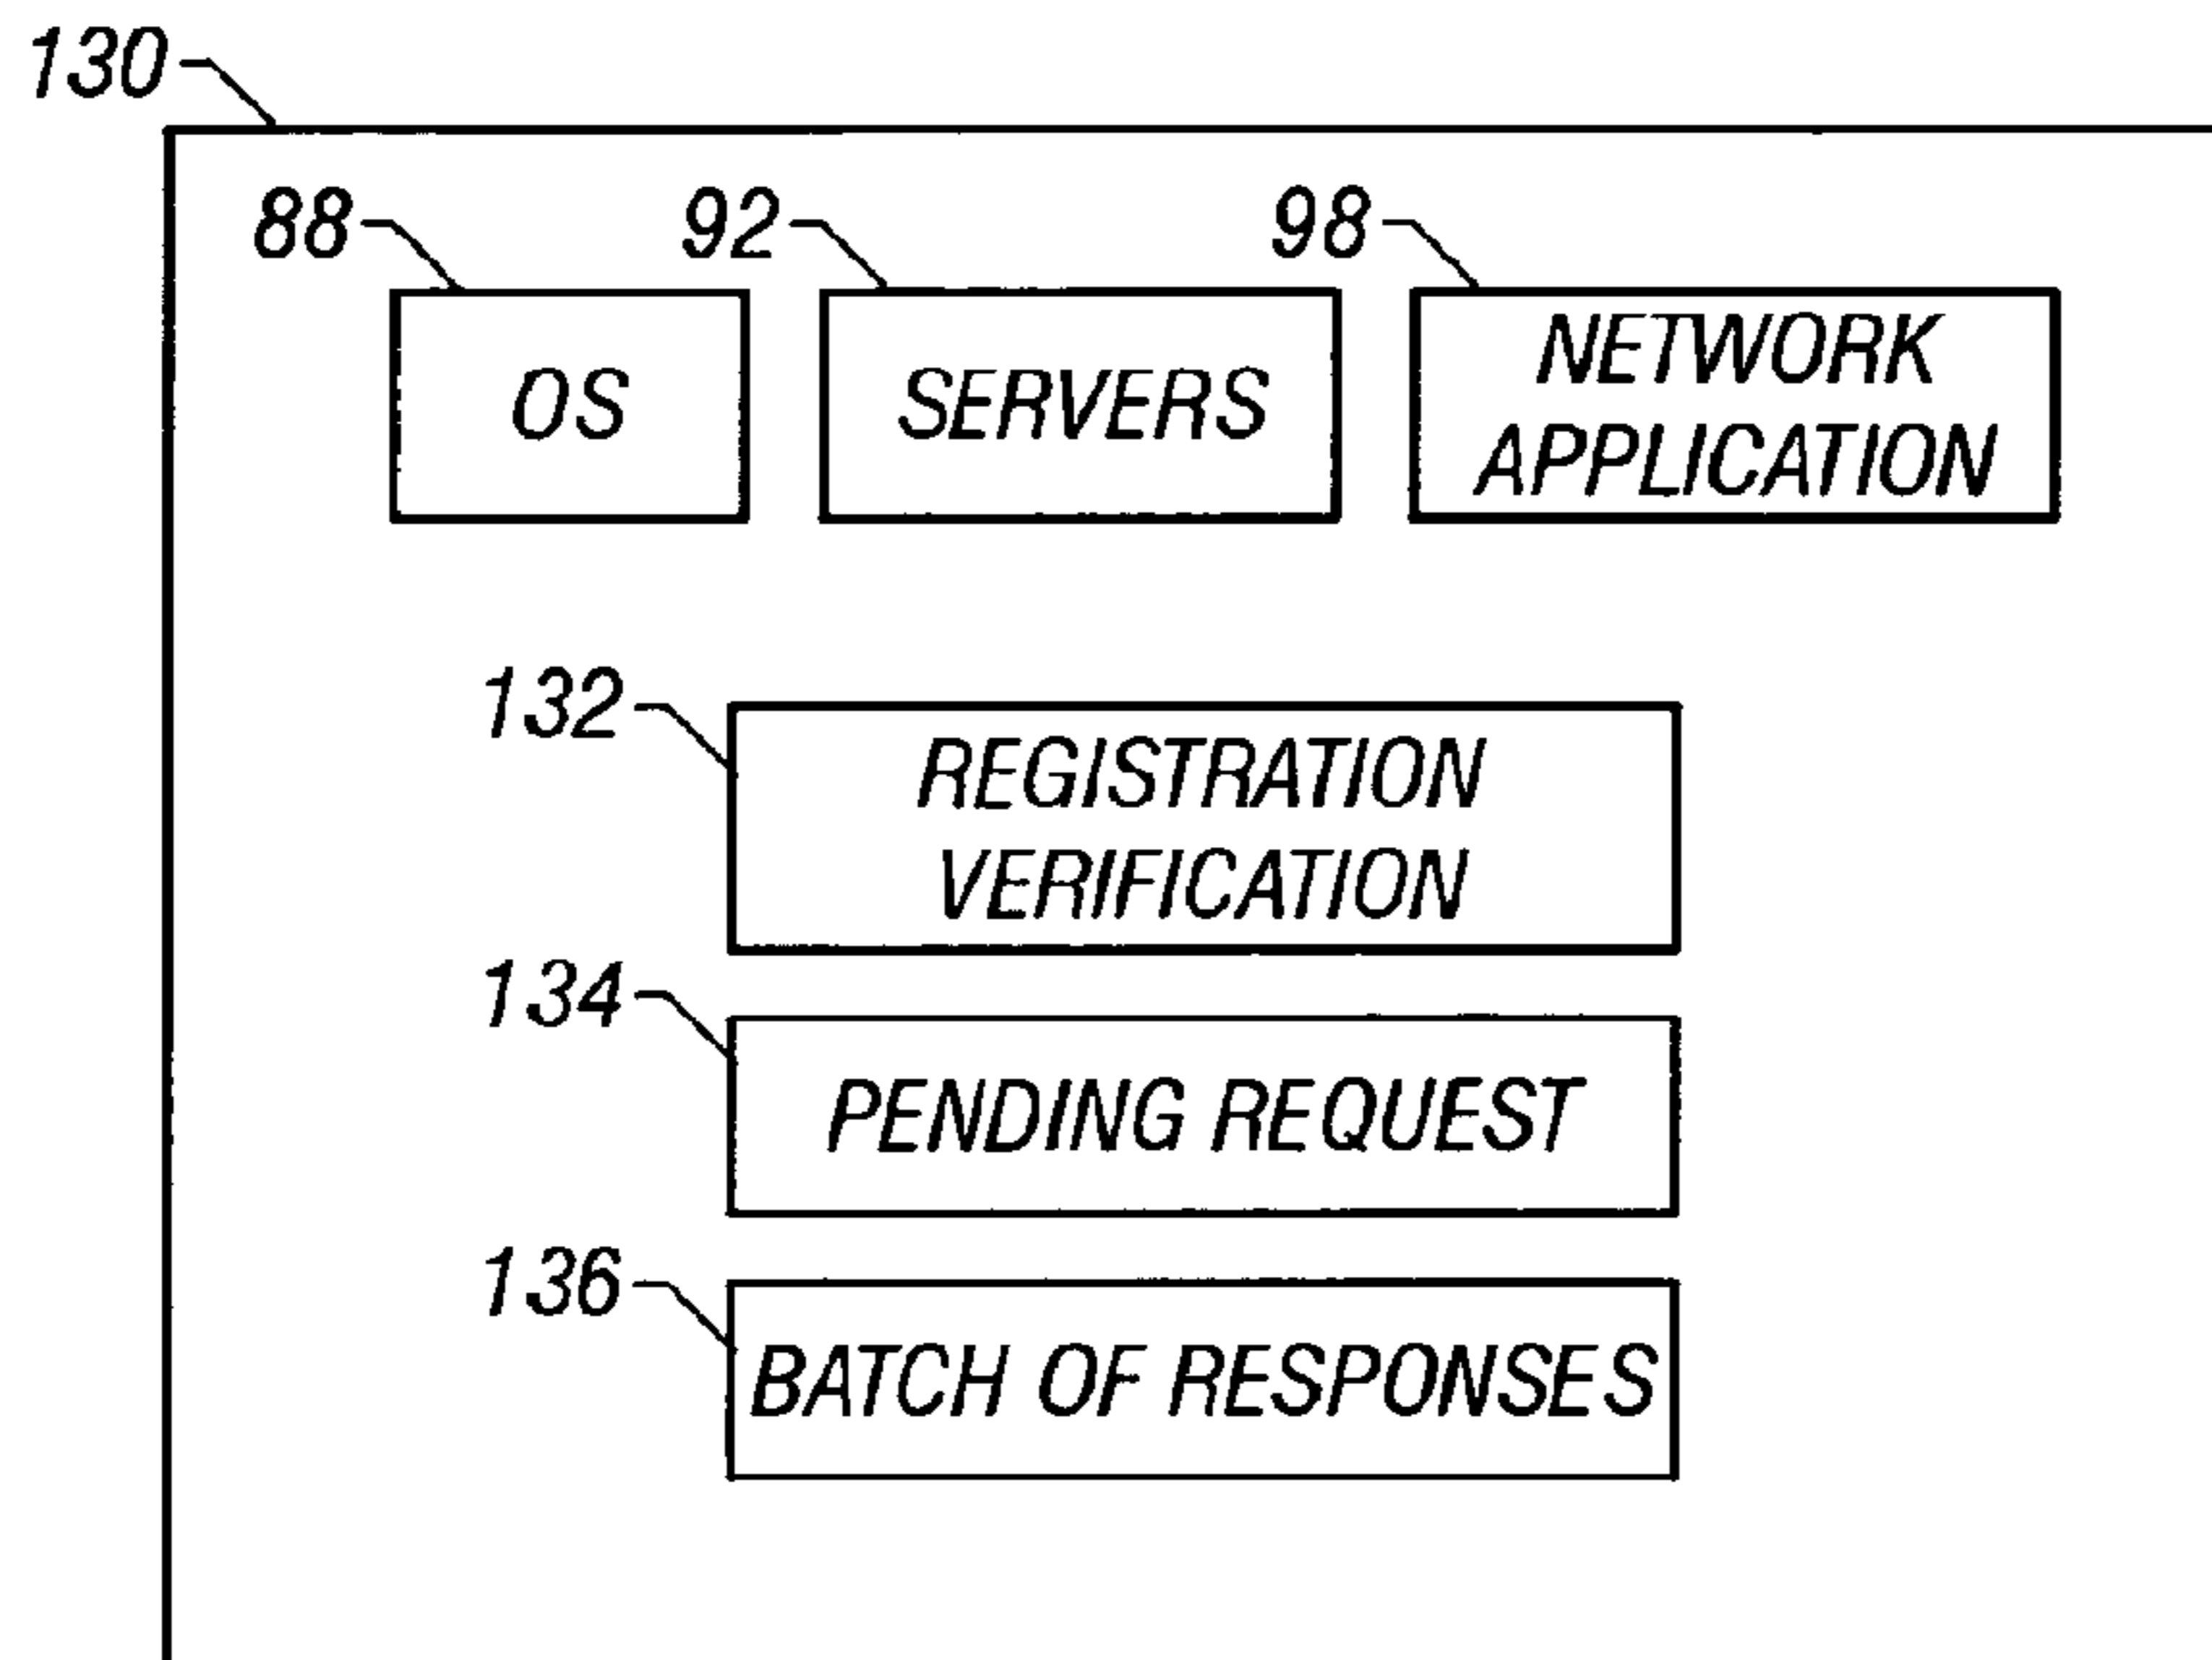 130
88
92
98
OS
SERVERS
NETWORK
APPLICATION
132
REGISTRATION
VERIFICATION
134
PENDING REQUEST
136
BATCH OF RESPONSES